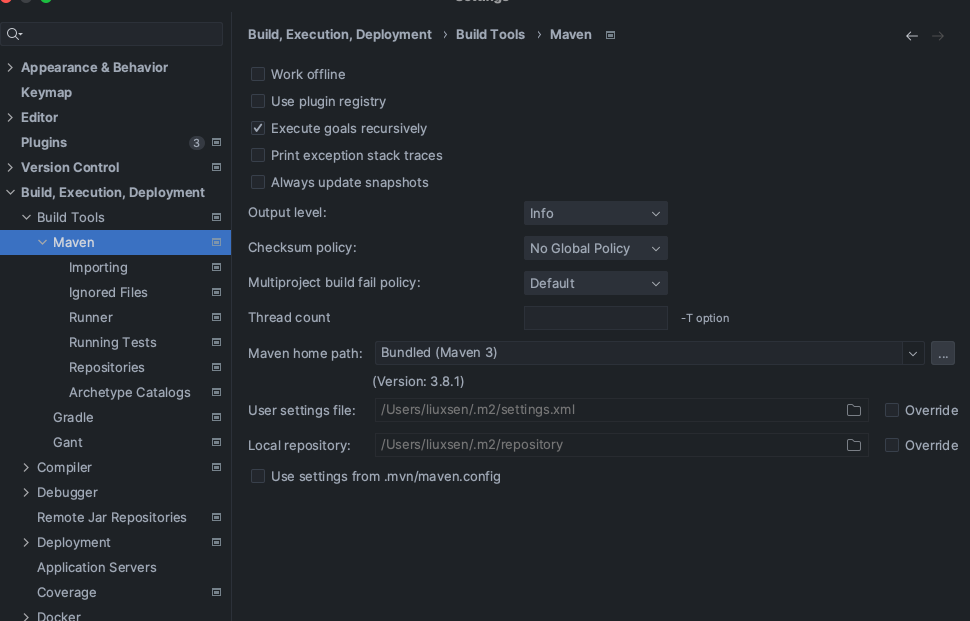 Settings
Build, Execution, Deployment › Build Tools › Maven
Appearance & Behavior
Keymap
Editor
Plugins 3
Version Control
Build, Execution, Deployment
Build Tools
Maven
Importing
Ignored Files
Runner
Running Tests
Repositories
Archetype Catalogs
Gradle
Gant
Compiler
Debugger
Remote Jar Repositories
Deployment
Application Servers
Coverage
Docker
Work offline
Use plugin registry
Execute goals recursively
Print exception stack traces
Always update snapshots
Output level: Info
Checksum policy: No Global Policy
Multiproject build fail policy: Default
Thread count -T option
Maven home path: Bundled (Maven 3) ...
(Version: 3.8.1)
User settings file: /Users/liuxsen/.m2/settings.xml Override
Local repository: /Users/liuxsen/.m2/repository Override
Use settings from .mvn/maven.config